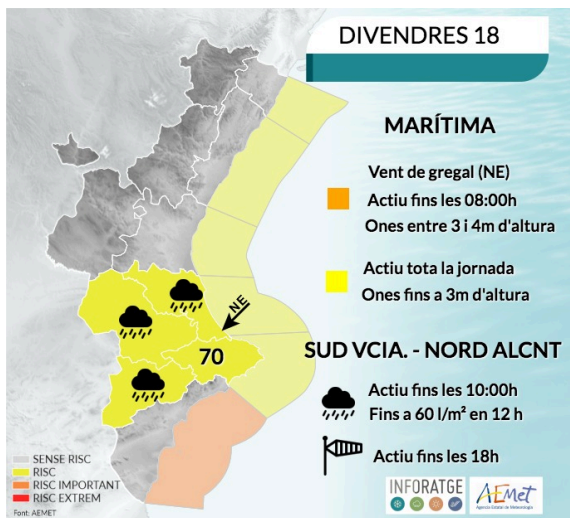 DIVENDRES 18
MARÍTIMA
Vent de gregal (NE)
Actiu fins les 08:00h
Ones entre 3 i 4m d'altura
Actiu tota la jornada
Ones fins a 3m d'altura
NE
70
SUD VCIA. - NORD ALCNT
Actiu fins les 10:00h
Fins a 60 l/m² en 12 h
Actiu fins les 18h
SENSE RISC
RISC
RISC IMPORTANT
RISC EXTREM
Font: AEMET
INFORATGE
AEMet
Agencia Estatal de Meteorología